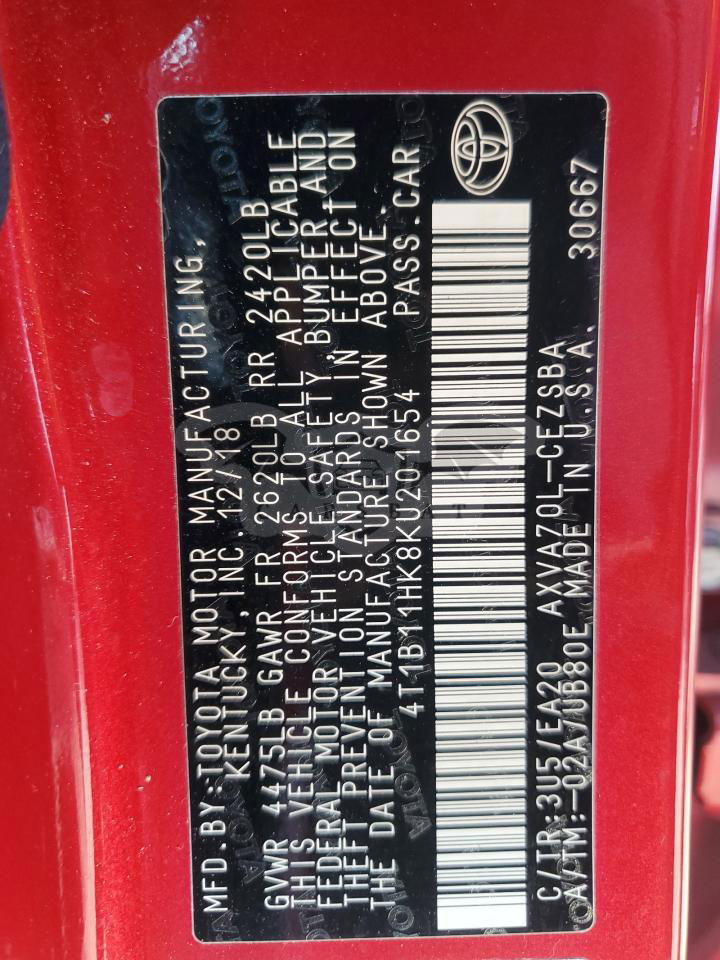 MFD.BY:TOYOTA MOTOR MANUFACTURING,
KENTUCKY,INC.12/18
GVWR 4475LB GAWR FR 2620LB RR 2420LB
THIS VEHICLE CONFORMS TO ALL APPLICABLE
FEDERAL MOTOR VEHICLE SAFETY,BUMPER AND
THEFT PREVENTION STANDARDS IN EFFECT ON
THE DATE OF MANUFACTURE SHOWN ABOVE.
4T1B11HK8KU201654 PASS.CAR
C/TR:3U5/EA20 AXVA70L-CEZSBA 30667
A/TM:-02A/UB80E MADE IN U.S.A.